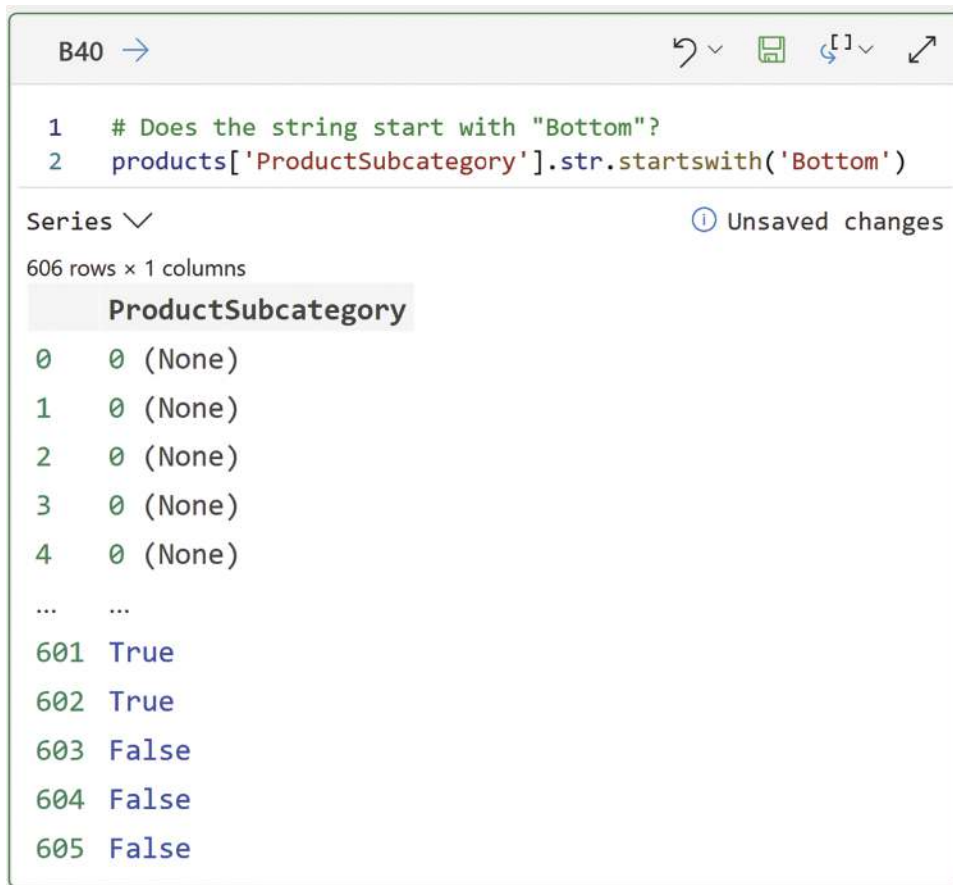 B40
1 # Does the string start with "Bottom"?
2 products['ProductSubcategory'].str.startswith('Bottom')
Series
Unsaved changes
606 rows × 1 columns
ProductSubcategory
0 0 (None)
1 0 (None)
2 0 (None)
3 0 (None)
4 0 (None)
... ...
601 True
602 True
603 False
604 False
605 False